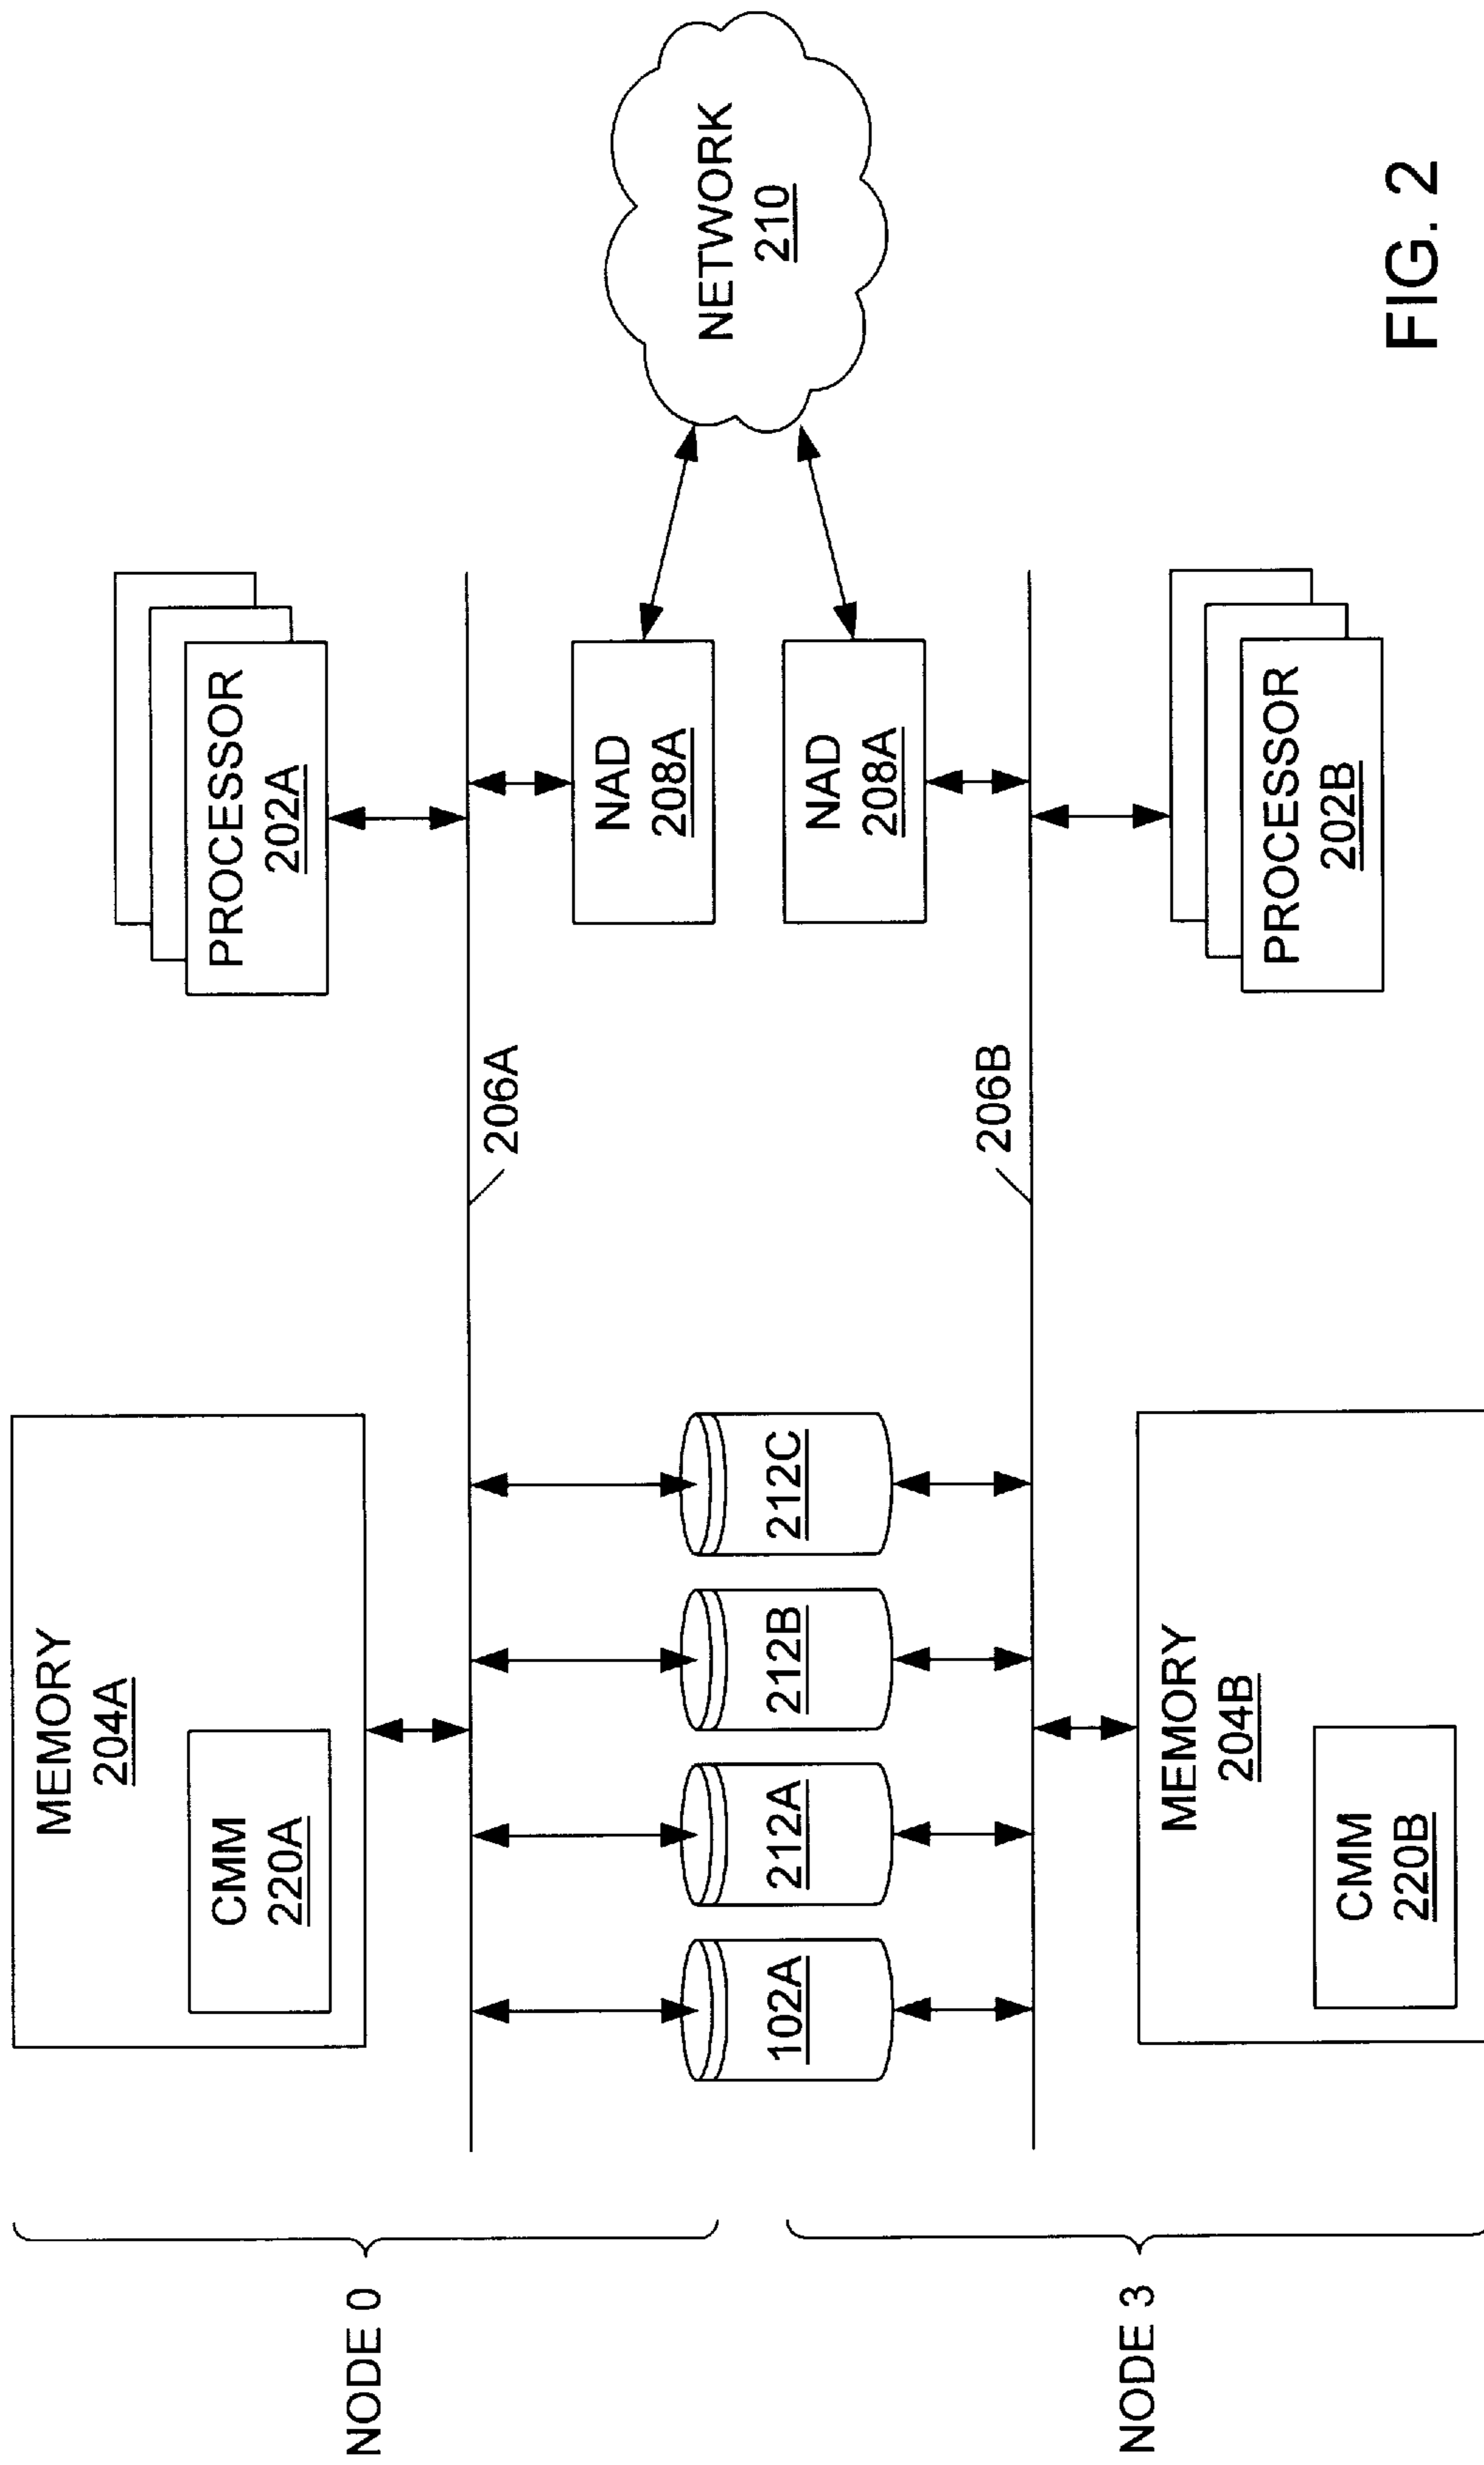 NODE 0
MEMORY
204A
CMM
220A
PROCESSOR
202A
206A
NAD
208A
NETWORK
210
102A
212A
212B
212C
NAD
208A
206B
NODE 3
MEMORY
204B
CMM
220B
PROCESSOR
202B
FIG. 2